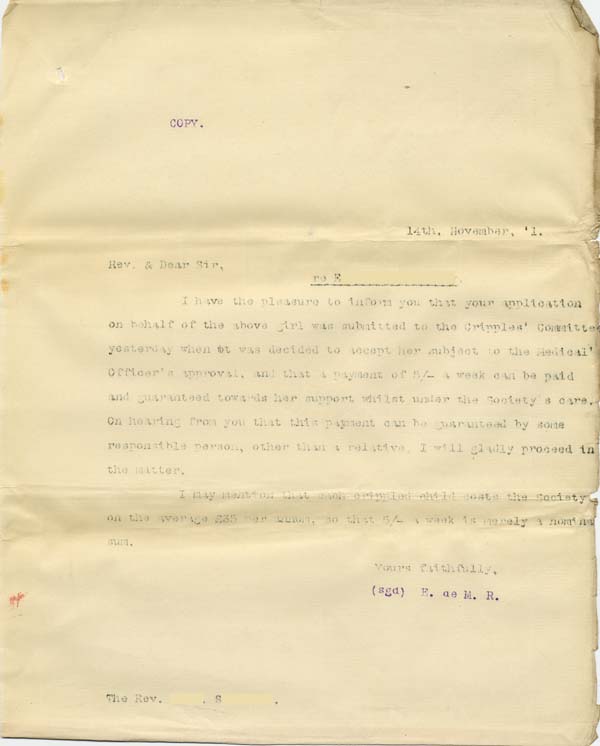 COPY.
14th. November, '1.
Rev. & Dear Sir,
re E
I have the pleasure to inform you that your application
on behalf of the above girl was submitted to the Cripples' Committee
yesterday when it was decided to accept her subject to the Medical'
Officer's approval, and that a payment of 5/- a week can be paid
and guaranteed towards her support whilst under the Society's care.
On hearing from you that this payment can be guaranteed by some
responsible person, other than a relative, I will gladly proceed in
the matter.
I may mention that each crippled child costs the Society
on the average £35 per annum, so that 5/- a week is merely a nomina
sum.
Yours faithfully,
(sgd) E. de M. R.
The Rev. . S .